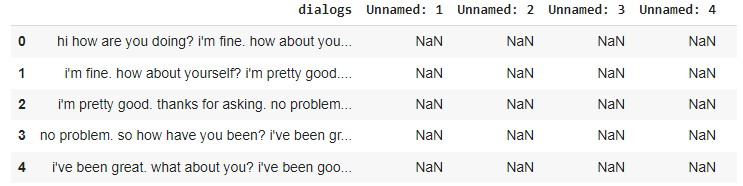 dialogs Unnamed: 1 Unnamed: 2 Unnamed: 3 Unnamed: 4
0 hi how are you doing? i'm fine. how about you... NaN NaN NaN NaN
1 i'm fine. how about yourself? i'm pretty good.... NaN NaN NaN NaN
2 i'm pretty good. thanks for asking. no problem... NaN NaN NaN NaN
3 no problem. so how have you been? i've been gr... NaN NaN NaN NaN
4 i've been great. what about you? i've been goo... NaN NaN NaN NaN